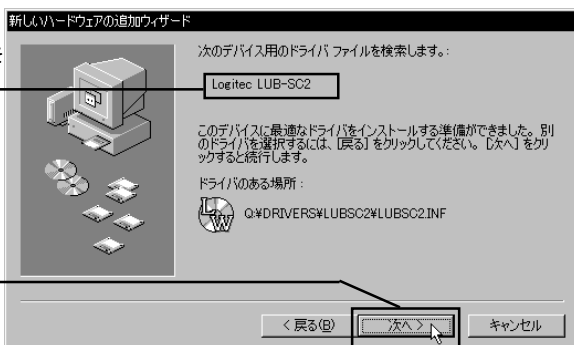 新しいハードウェアの追加ウィザード
次のデバイス用のドライバ ファイルを検索します。:
Logitec LUB-SC2
このデバイスに最適なドライバをインストールする準備ができました。別
のドライバを選択するには、[戻る] をクリックしてください。[次へ] をクリ
ックすると続行します。
ドライバのある場所:
Q:¥DRIVERS¥LUBSC2¥LUBSC2.INF
< 戻る(B)
次へ >
キャンセル